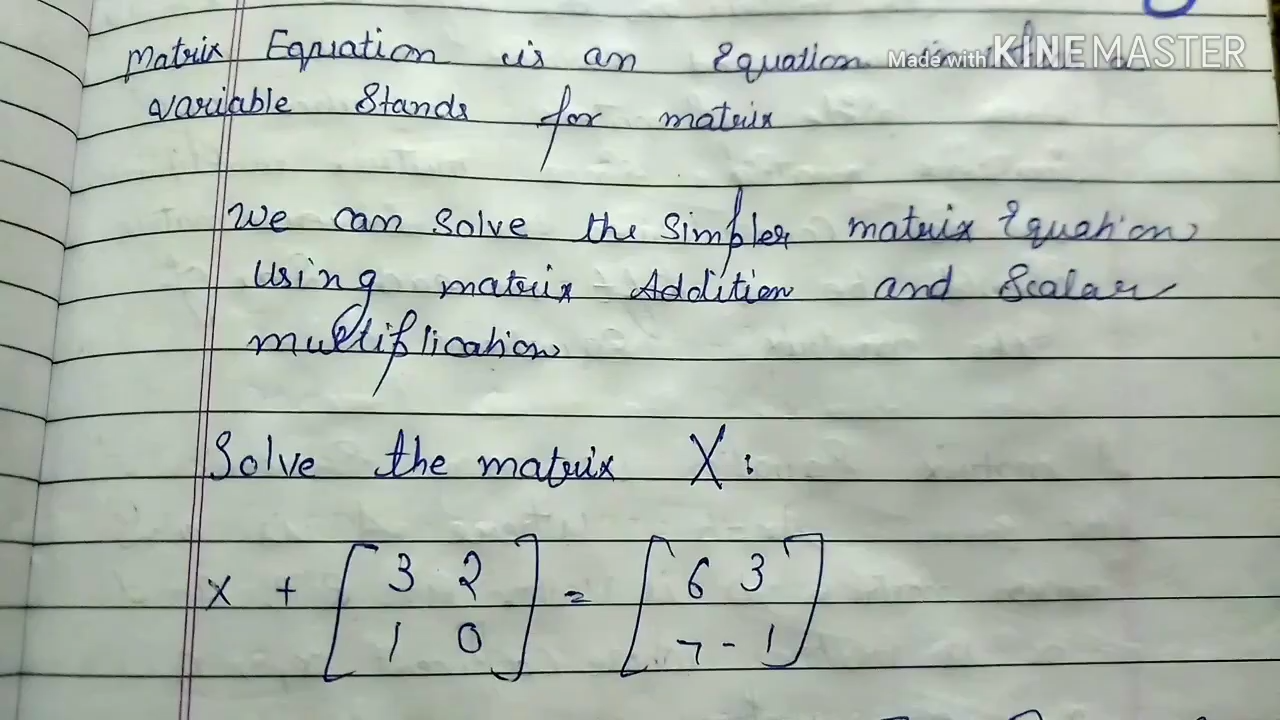 Matrix Equation is an Equation
Made with KINEMASTER
variable Stands for matrix
We can Solve the Simpler matrix Equation
Using matrix Addition and Scalar
multiplication
Solve the matrix X:
X + [ 3 2 ] = [ 6 3 ]
[ 1 0 ] [ 7 -1 ]